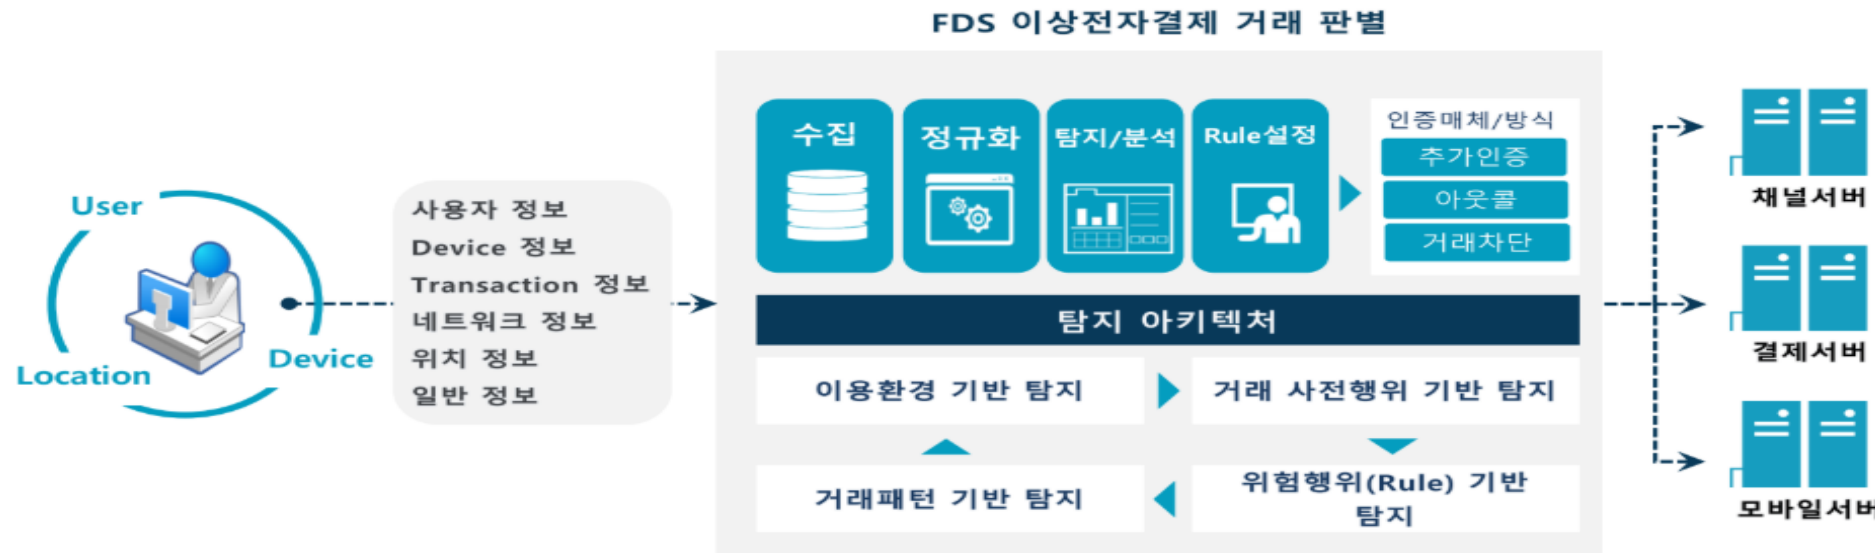 FDS 이상전자결제 거래 판별
User
Location
Device
사용자 정보
Device 정보
Transaction 정보
네트워크 정보
위치 정보
일반 정보
수집
정규화
탐지/분석
Rule설정
인증매체/방식
추가인증
아웃콜
거래차단
탐지 아키텍처
이용환경 기반 탐지
거래 사전행위 기반 탐지
거래패턴 기반 탐지
위험행위(Rule) 기반
탐지
채널서버
결제서버
모바일서버